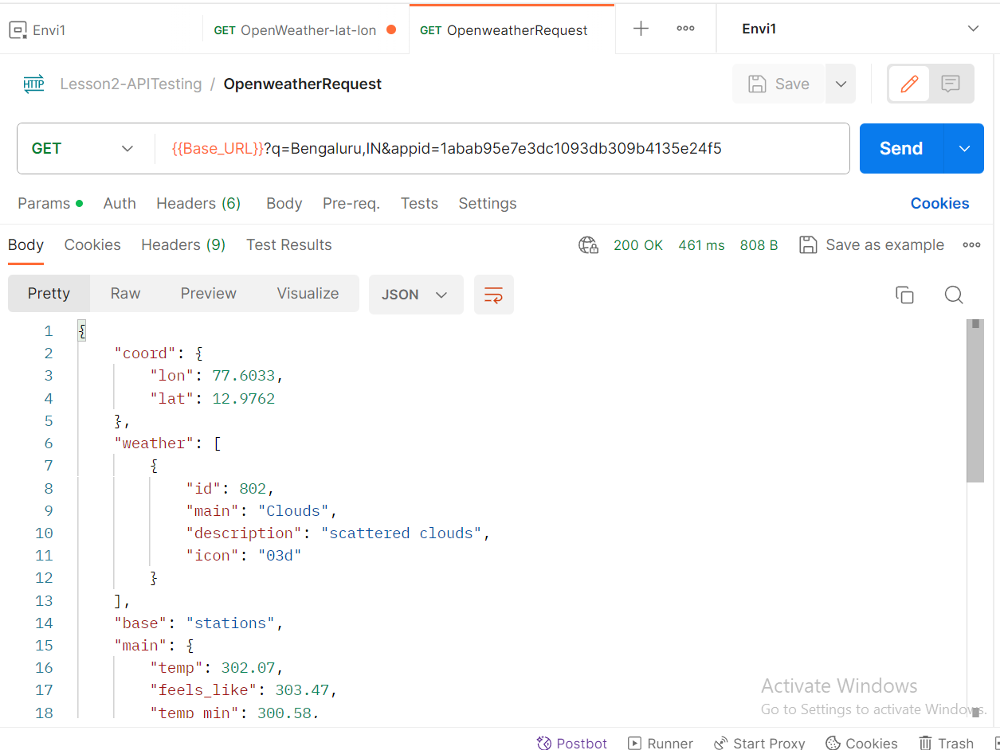 Envi1 GET OpenWeather-lat-lon GET OpenweatherRequest Envi1
HTTP Lesson2-APITesting / OpenweatherRequest Save
GET {{Base_URL}}?q=Bengaluru,IN&appid=1abab95e7e3dc1093db309b4135e24f5 Send
Params Auth Headers (6) Body Pre-req. Tests Settings Cookies
Body Cookies Headers (9) Test Results 200 OK 461 ms 808 B Save as example
Pretty Raw Preview Visualize JSON
1 {
2 "coord": {
3 "lon": 77.6033,
4 "lat": 12.9762
5 },
6 "weather": [
7 {
8 "id": 802,
9 "main": "Clouds",
10 "description": "scattered clouds",
11 "icon": "03d"
12 }
13 ],
14 "base": "stations",
15 "main": {
16 "temp": 302.07,
17 "feels_like": 303.47,
18 "temp_min": 300.58,
Activate Windows
Go to Settings to activate Windows.
Postbot Runner Start Proxy Cookies Trash